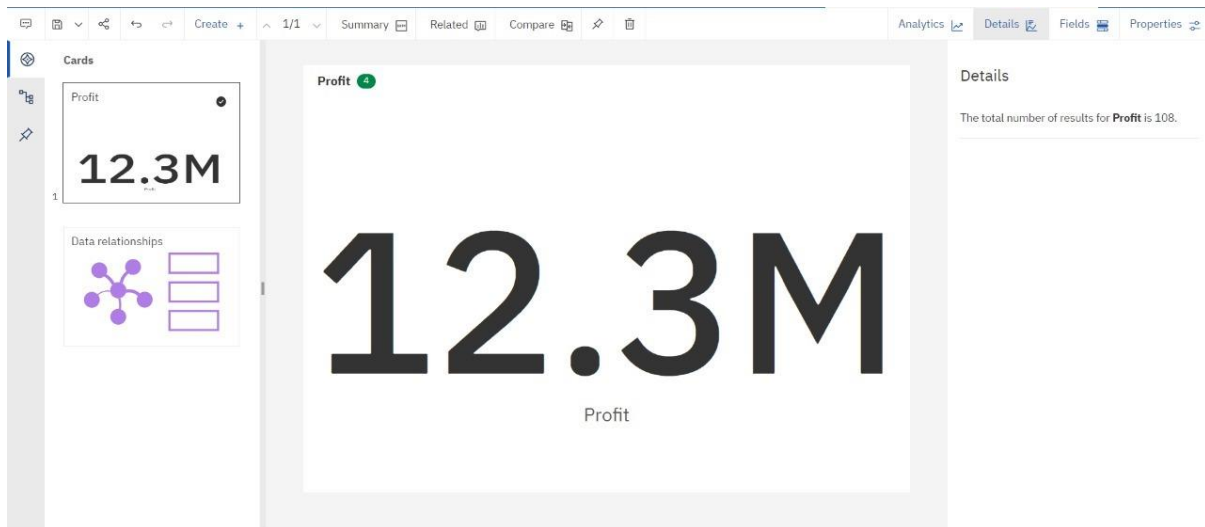 Create +
1/1
Summary
Related
Compare
Analytics
Details
Fields
Properties
Cards
Profit
12.3M
1
Data relationships
Profit 4
12.3M
Profit
Details
The total number of results for Profit is 108.